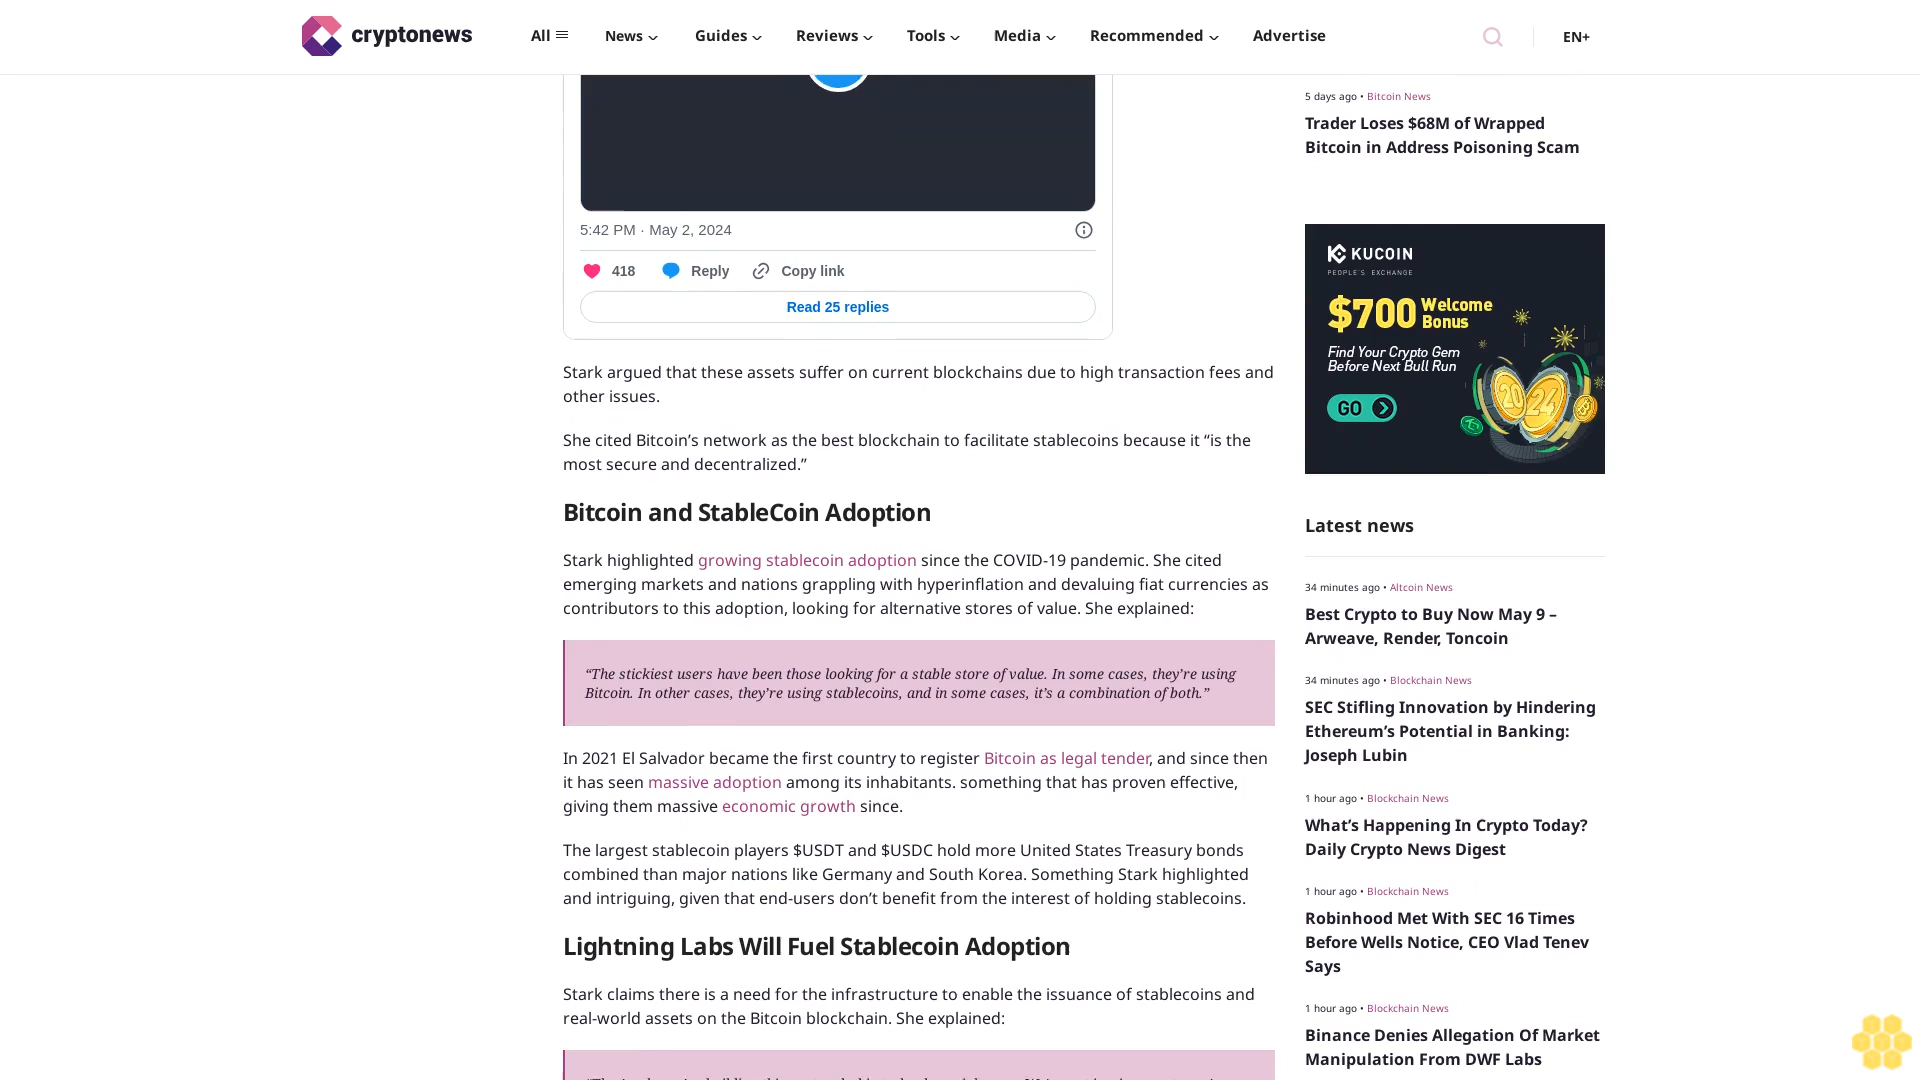 cryptonews
All
News
Guides
Reviews
Tools
Media
Recommended
Advertise
EN+
5:42 PM · May 2, 2024
418
Reply
Copy link
Read 25 replies
Stark argued that these assets suffer on current blockchains due to high transaction fees and
other issues.
She cited Bitcoin’s network as the best blockchain to facilitate stablecoins because it “is the
most secure and decentralized.”
Bitcoin and StableCoin Adoption
Stark highlighted growing stablecoin adoption since the COVID-19 pandemic. She cited
emerging markets and nations grappling with hyperinflation and devaluing fiat currencies as
contributors to this adoption, looking for alternative stores of value. She explained:
“The stickiest users have been those looking for a stable store of value. In some cases, they’re using
Bitcoin. In other cases, they’re using stablecoins, and in some cases, it’s a combination of both.”
In 2021 El Salvador became the first country to register Bitcoin as legal tender, and since then
it has seen massive adoption among its inhabitants. something that has proven effective,
giving them massive economic growth since.
The largest stablecoin players $USDT and $USDC hold more United States Treasury bonds
combined than major nations like Germany and South Korea. Something Stark highlighted
and intriguing, given that end-users don’t benefit from the interest of holding stablecoins.
Lightning Labs Will Fuel Stablecoin Adoption
Stark claims there is a need for the infrastructure to enable the issuance of stablecoins and
real-world assets on the Bitcoin blockchain. She explained:
5 days ago • Bitcoin News
Trader Loses $68M of Wrapped
Bitcoin in Address Poisoning Scam
KUCOIN
PEOPLE'S EXCHANGE
$700 Welcome
Bonus
Find Your Crypto Gem
Before Next Bull Run
GO
20 24
Latest news
34 minutes ago • Altcoin News
Best Crypto to Buy Now May 9 –
Arweave, Render, Toncoin
34 minutes ago • Blockchain News
SEC Stifling Innovation by Hindering
Ethereum’s Potential in Banking:
Joseph Lubin
1 hour ago • Blockchain News
What’s Happening In Crypto Today?
Daily Crypto News Digest
1 hour ago • Blockchain News
Robinhood Met With SEC 16 Times
Before Wells Notice, CEO Vlad Tenev
Says
1 hour ago • Blockchain News
Binance Denies Allegation Of Market
Manipulation From DWF Labs